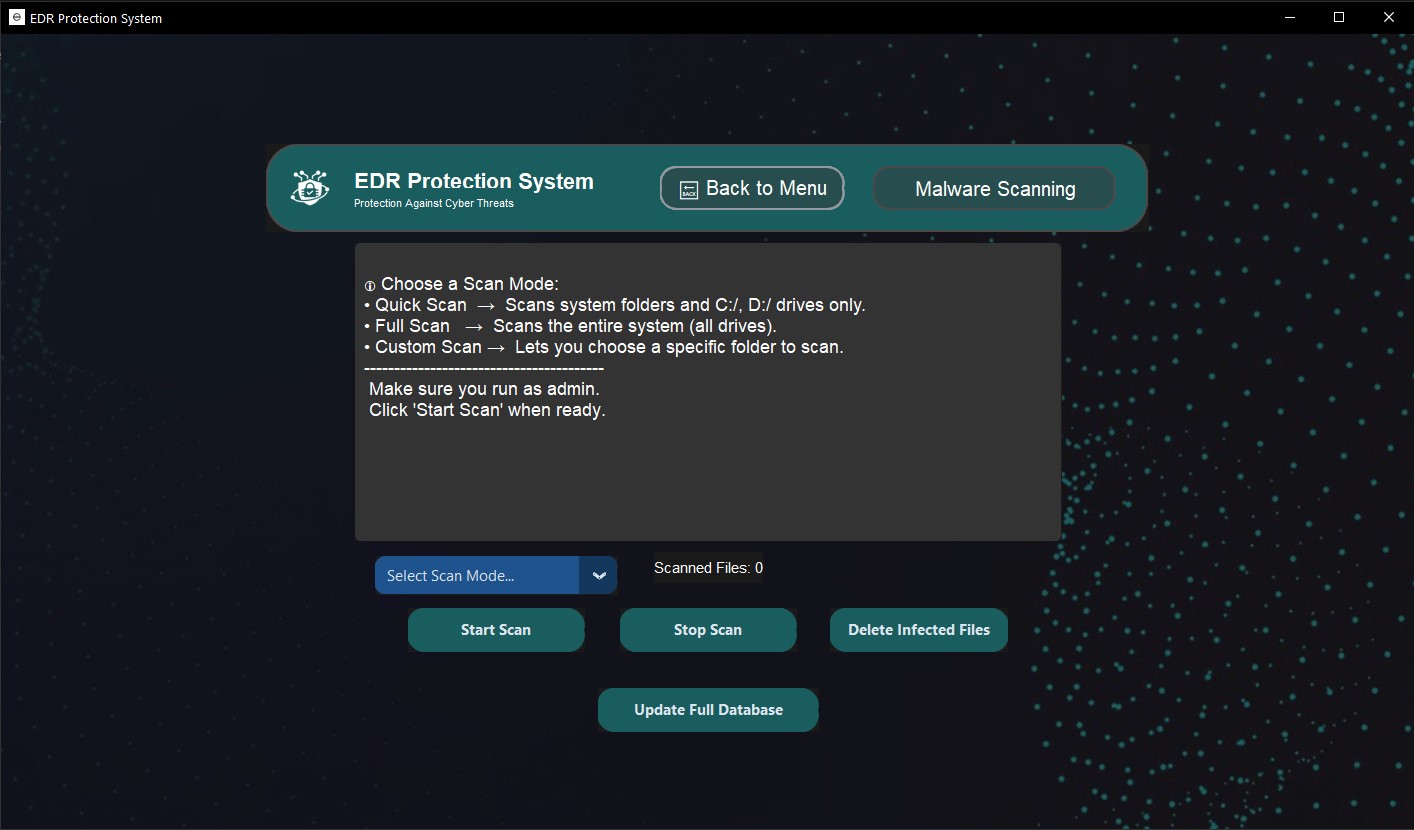 EDR Protection System
EDR Protection System
Protection Against Cyber Threats
BACK Back to Menu
Malware Scanning
ⓘ Choose a Scan Mode:
• Quick Scan → Scans system folders and C:/, D:/ drives only.
• Full Scan → Scans the entire system (all drives).
• Custom Scan → Lets you choose a specific folder to scan.
----------------------------------------
Make sure you run as admin.
Click 'Start Scan' when ready.
Select Scan Mode...
Scanned Files: 0
Start Scan
Stop Scan
Delete Infected Files
Update Full Database